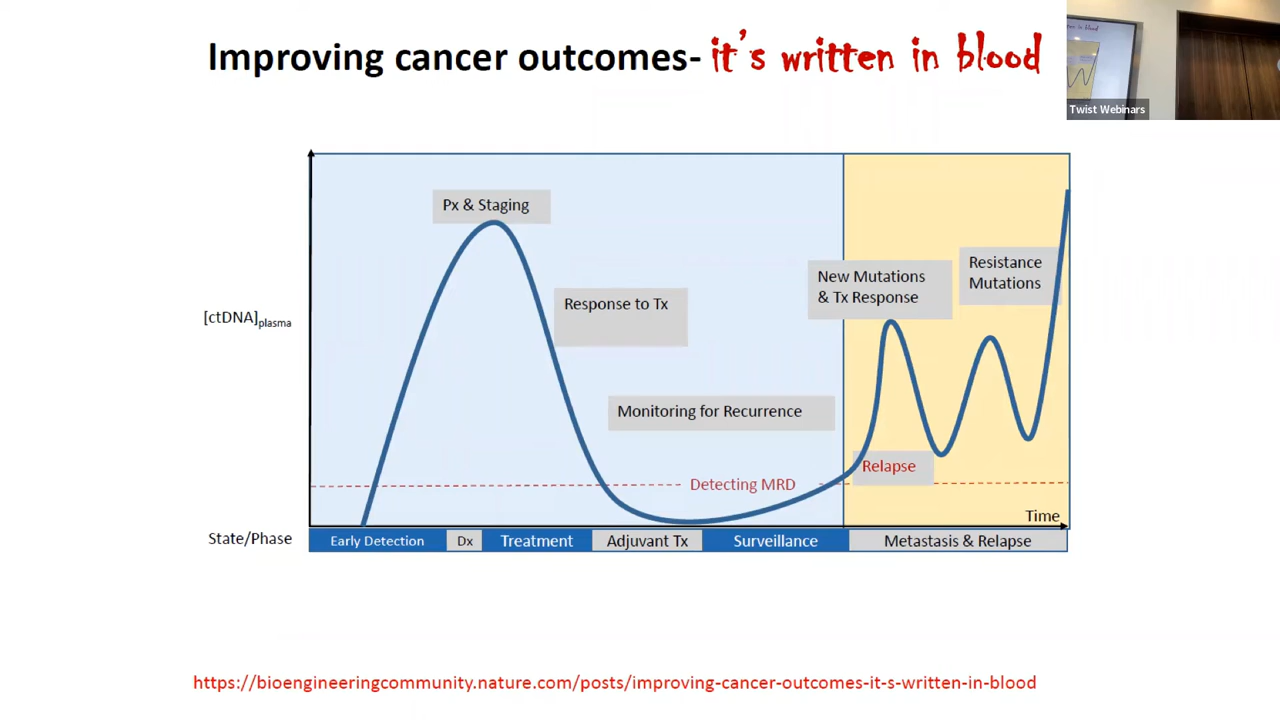 Improving cancer outcomes- it's written in blood
Twist Webinars
Px & Staging
Response to Tx
New Mutations
& Tx Response
Resistance
Mutations
[ctDNA]plasma
Monitoring for Recurrence
Relapse
Detecting MRD
Time
State/Phase
Early Detection
Dx
Treatment
Adjuvant Tx
Surveillance
Metastasis & Relapse
https://bioengineeringcommunity.nature.com/posts/improving-cancer-outcomes-it-s-written-in-blood